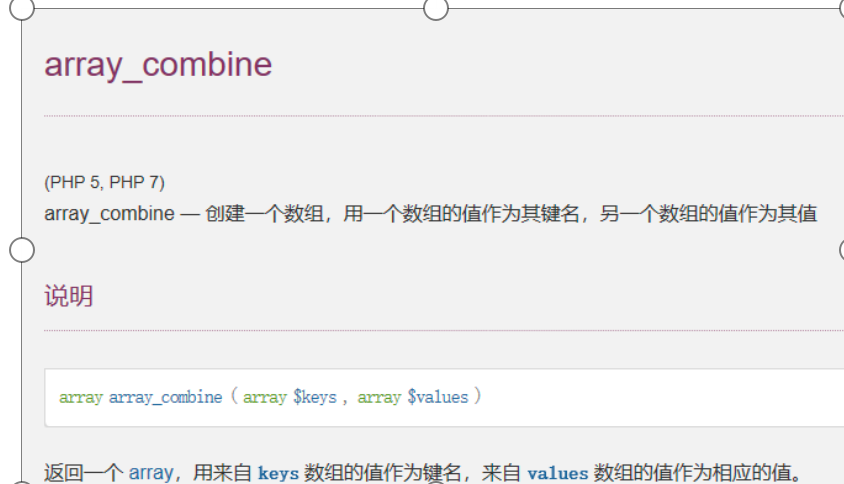 array_combine
(PHP 5, PHP 7)
array_combine — 创建一个数组，用一个数组的值作为其键名，另一个数组的值作为其值
说明
array array_combine ( array $keys , array $values )
返回一个 array，用来自 keys 数组的值作为键名，来自 values 数组的值作为相应的值。